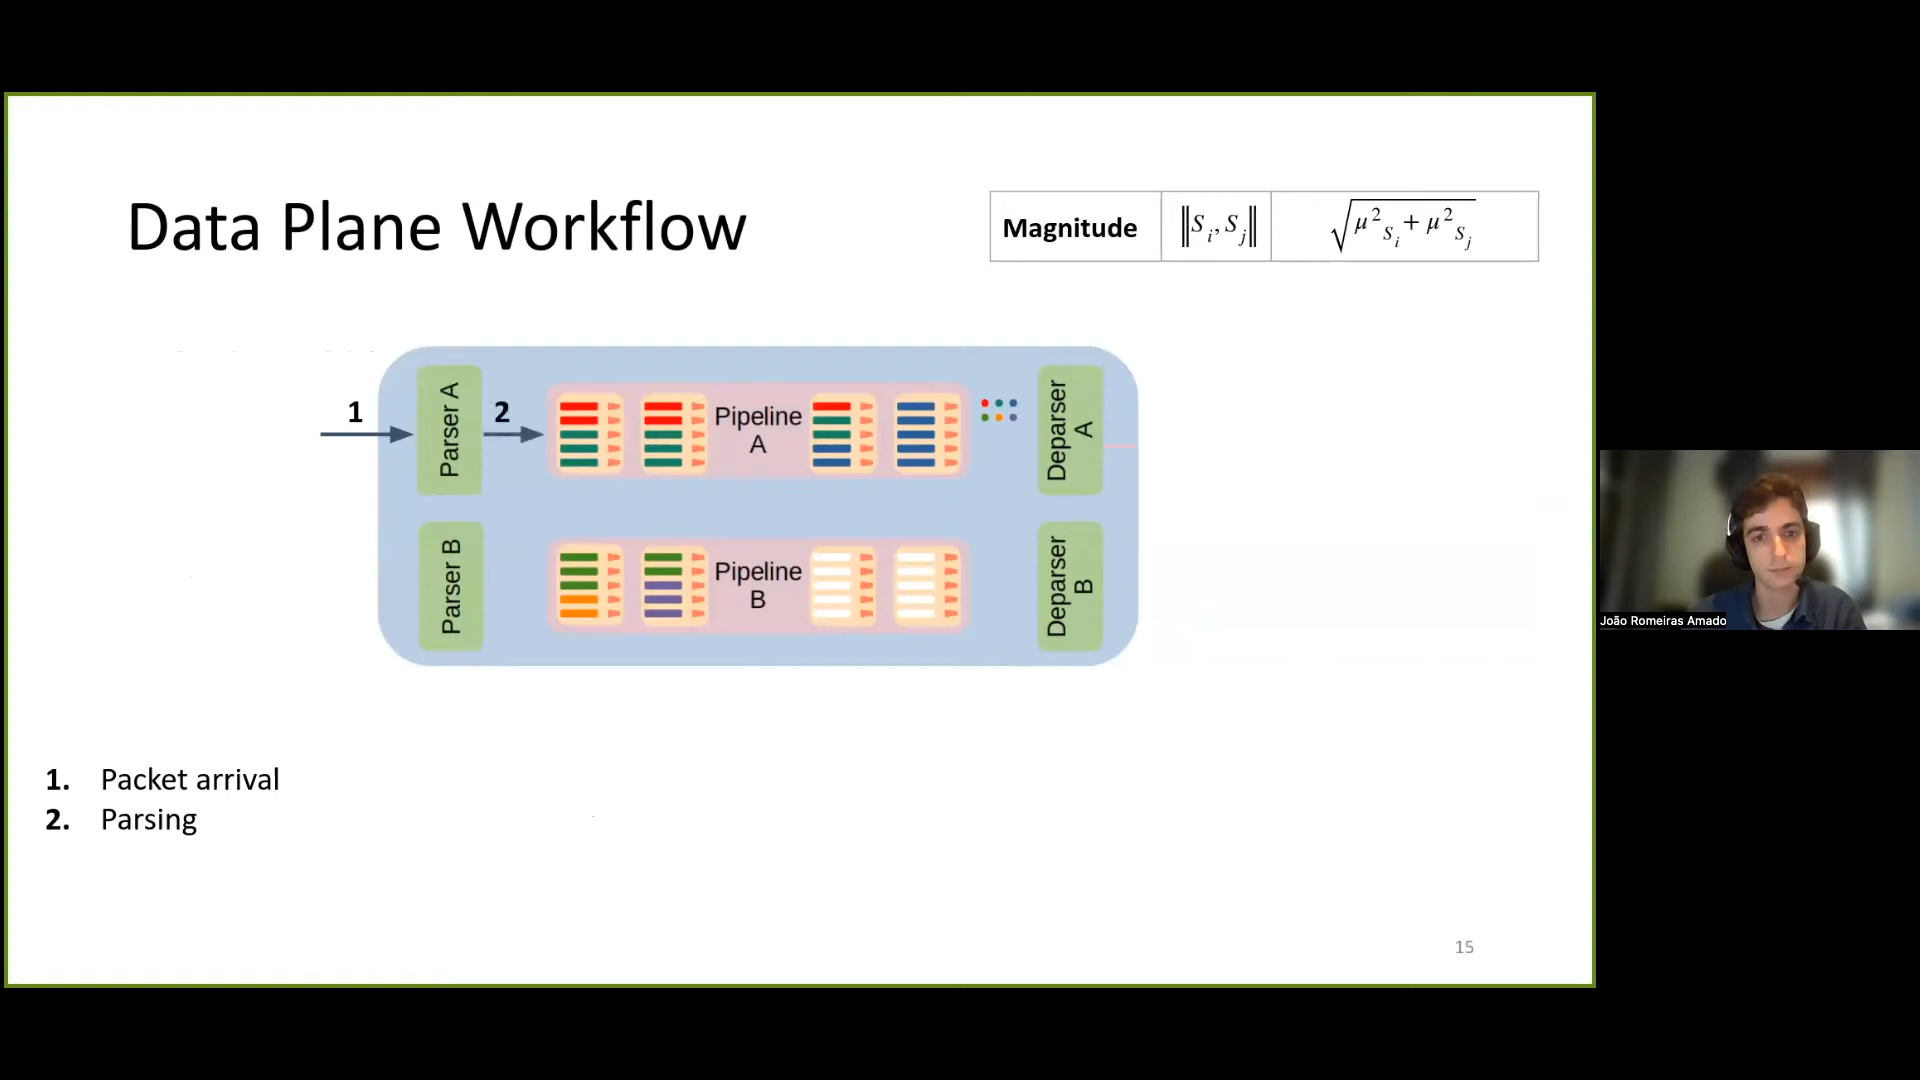 Data Plane Workflow
Magnitude ‖S_i, S_j‖ √(μ²_{S_i} + μ²_{S_j})
1
2
Parser A
Pipeline
A
Deparser
A
Parser B
Pipeline
B
Deparser
B
1. Packet arrival
2. Parsing
15
João Romeiras Amado